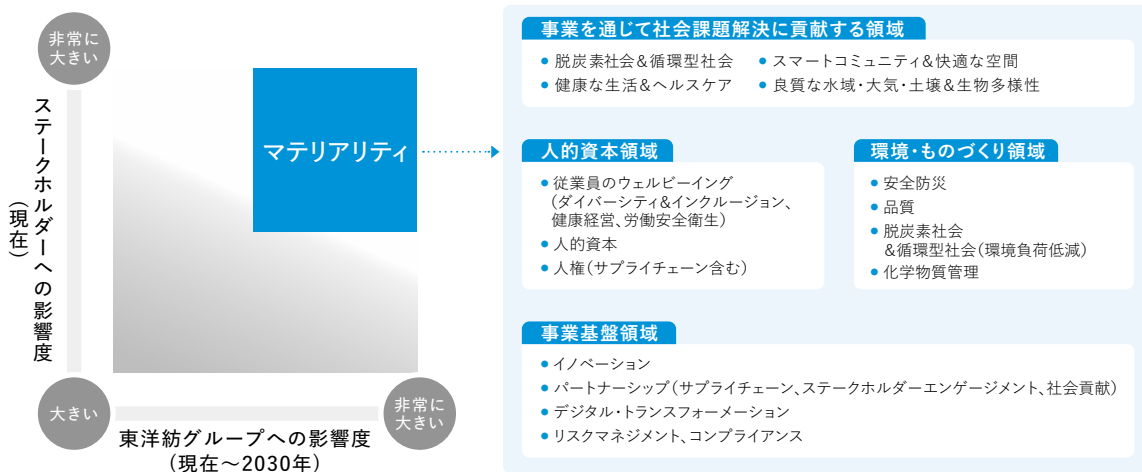 非常に
大きい
ステークホルダーへの影響度
（現在）
マテリアリティ
大きい
非常に
大きい
東洋紡グループへの影響度
（現在～2030年）
事業を通じて社会課題解決に貢献する領域
● 脱炭素社会＆循環型社会 ● スマートコミュニティ＆快適な空間
● 健康な生活＆ヘルスケア ● 良質な水域・大気・土壌＆生物多様性
人的資本領域
● 従業員のウェルビーイング
（ダイバーシティ＆インクルージョン、
健康経営、労働安全衛生）
● 人的資本
● 人権（サプライチェーン含む）
環境・ものづくり領域
● 安全防災
● 品質
● 脱炭素社会
＆循環型社会（環境負荷低減）
● 化学物質管理
事業基盤領域
● イノベーション
● パートナーシップ（サプライチェーン、ステークホルダーエンゲージメント、社会貢献）
● デジタル・トランスフォーメーション
● リスクマネジメント、コンプライアンス